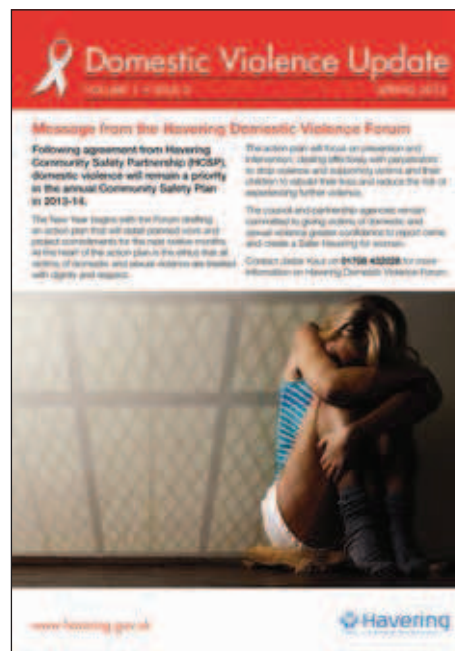 Domestic Violence Update
VOLUME 1 • ISSUE 3
SPRING 2013
Message from the Havering Domestic Violence Forum
Following agreement from Havering
Community Safety Partnership (HCSP),
domestic violence will remain a priority
in the annual Community Safety Plan
in 2013-14.
The New Year begins with the Forum drafting
an action plan that will detail planned work and
project commitments for the next twelve months.
At the heart of the action plan is the ethos that all
victims of domestic and sexual violence are treated
with dignity and respect.
The action plan will focus on prevention and
intervention, dealing effectively with perpetrators
to stop violence and supporting victims and their
children to rebuild their lives and reduce the risk of
experiencing further violence.
The council and partnership agencies remain
committed to giving victims of domestic and
sexual violence greater confidence to report crime
and create a Safer Havering for women.
Contact Kaur on 01708 for more
information on Havering Domestic Violence Forum.
www.havering.gov.uk
Havering